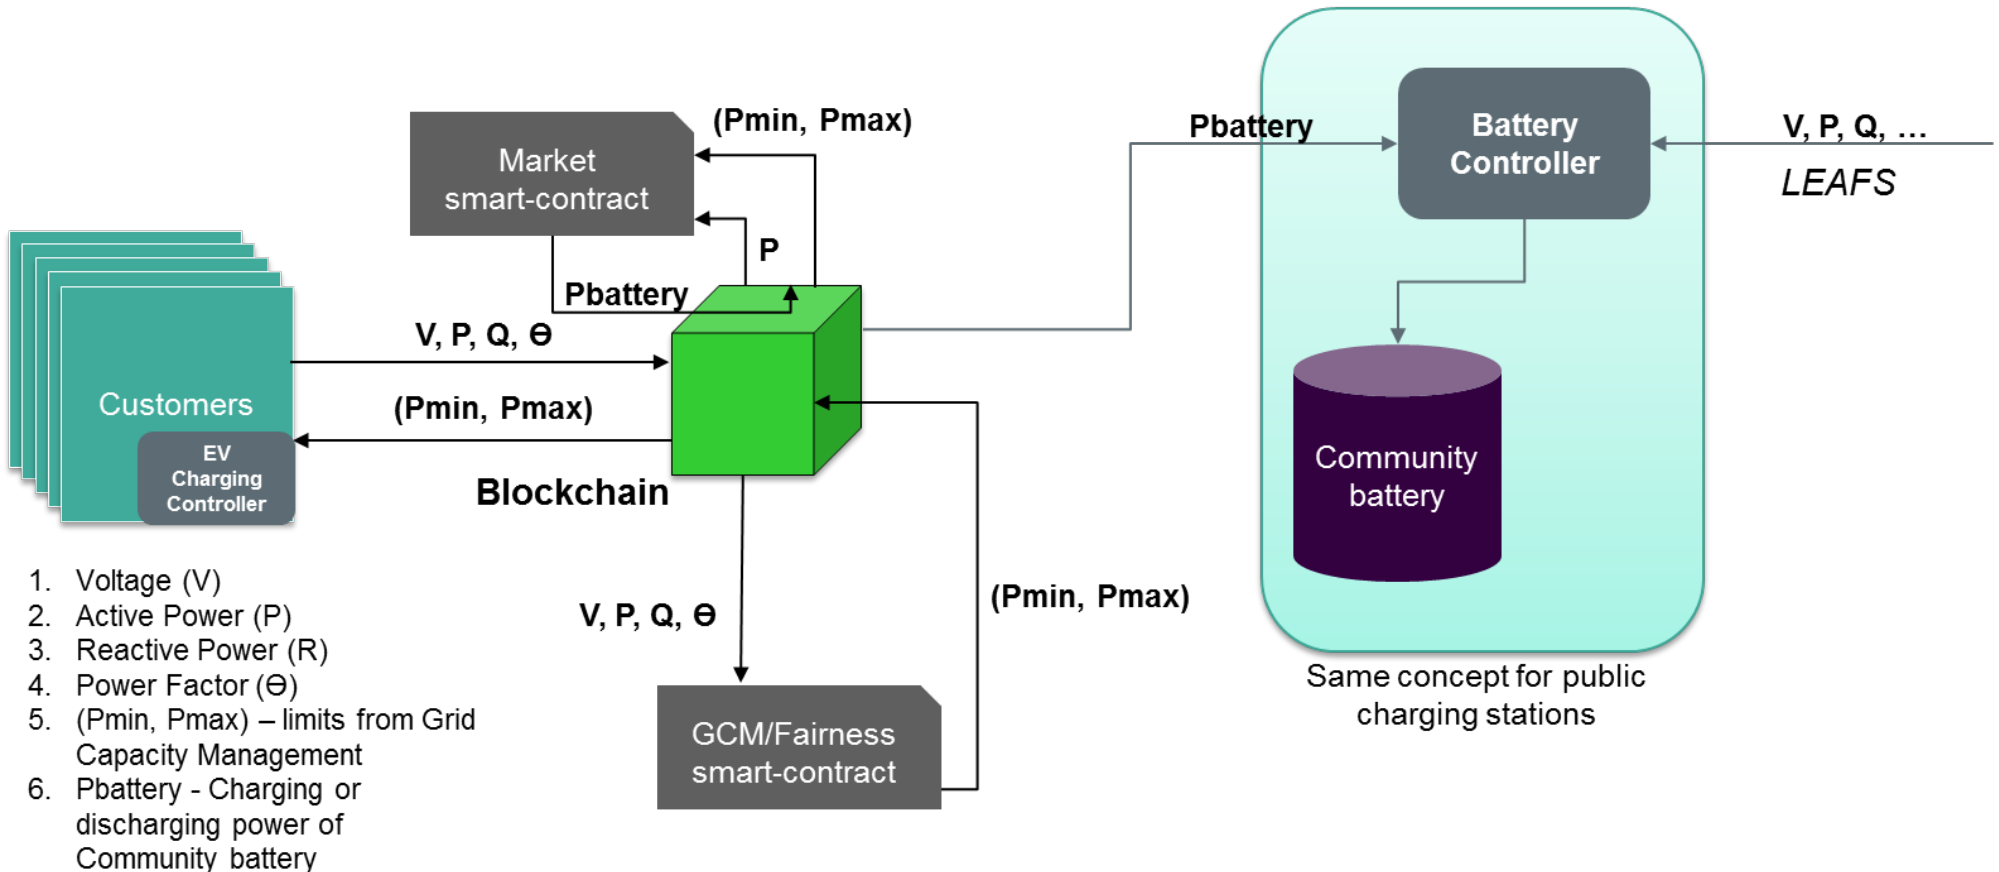 (Pmin, Pmax)
Market
smart-contract
P
Pbattery
V, P, Q, ϴ
Customers
(Pmin, Pmax)
EV
Charging
Controller
Blockchain
Pbattery
Battery
Controller
V, P, Q, …
LEAFS
Community
battery
Same concept for public
charging stations
V, P, Q, ϴ
(Pmin, Pmax)
GCM/Fairness
smart-contract
1. Voltage (V)
2. Active Power (P)
3. Reactive Power (R)
4. Power Factor (ϴ)
5. (Pmin, Pmax) – limits from Grid
Capacity Management
6. Pbattery - Charging or
discharging power of
Community battery